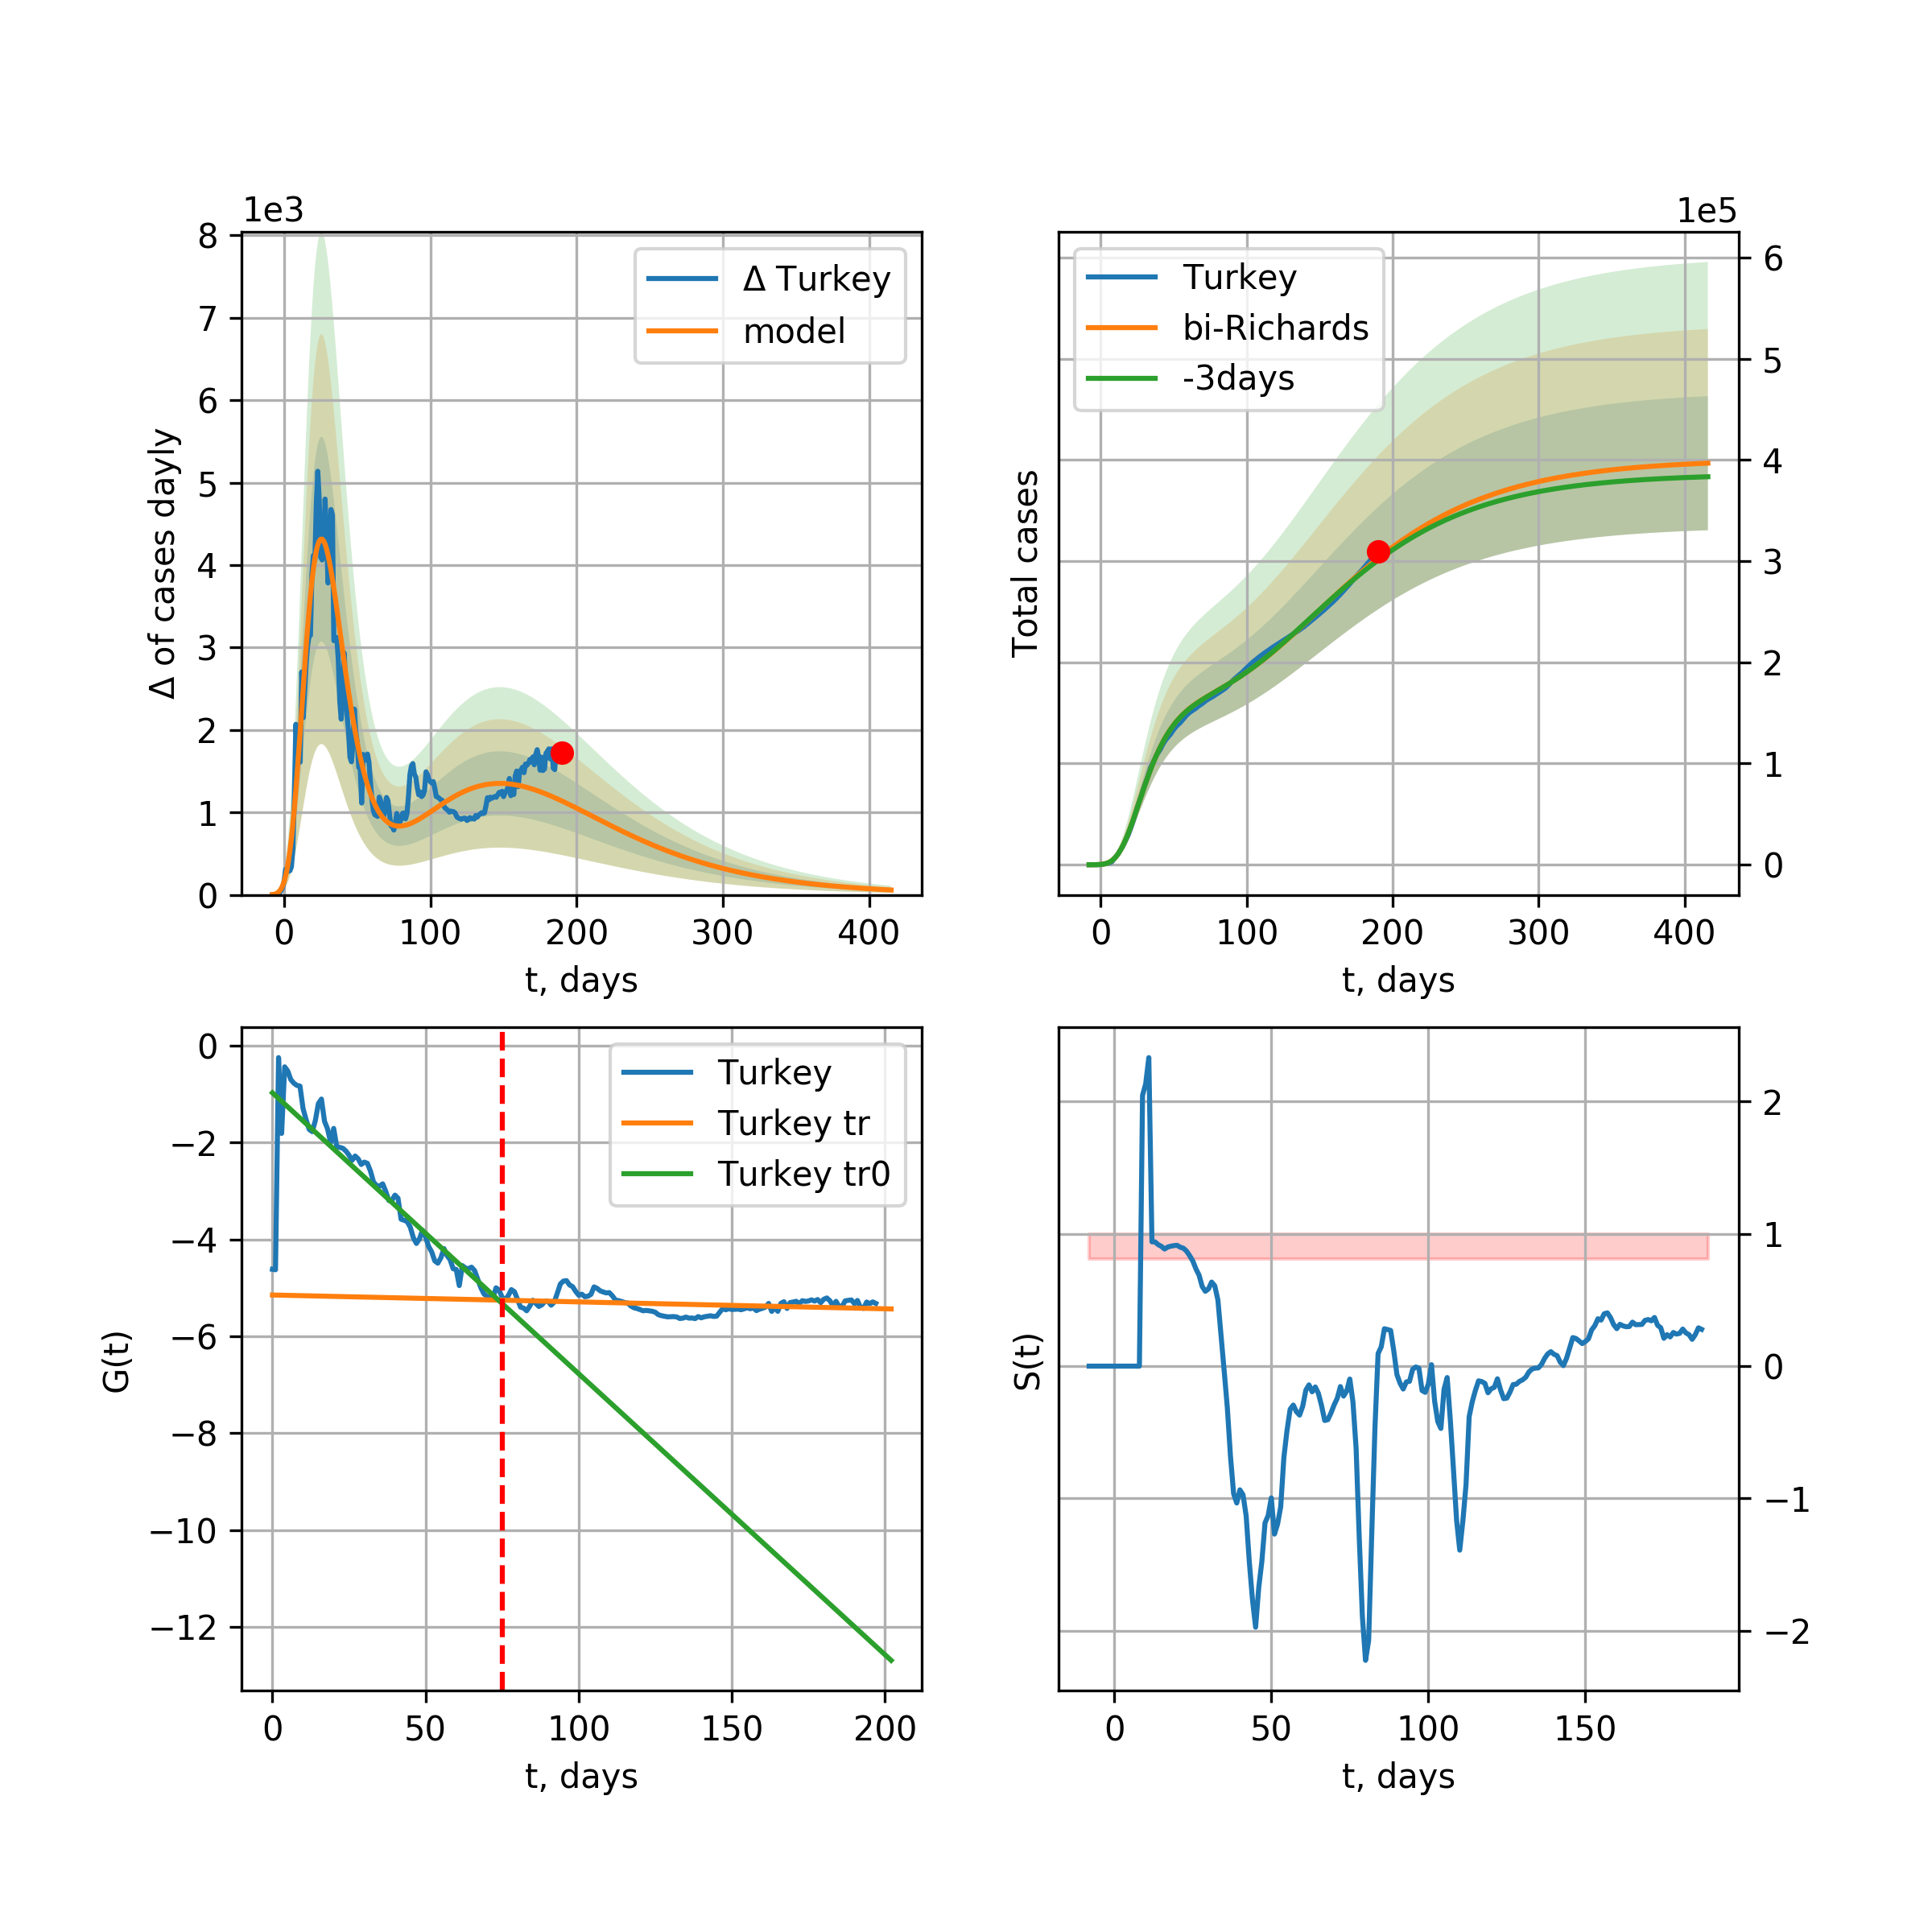 1e3
8
7
6
5
4
3
2
1
0
Δ of cases dayly
Δ Turkey
model
0 100 200 300 400
t, days
1e5
6
5
4
3
2
1
0
Total cases
Turkey
bi-Richards
-3days
0 100 200 300 400
t, days
0
−2
−4
−6
−8
−10
−12
G(t)
Turkey
Turkey tr
Turkey tr0
0 50 100 150 200
t, days
2
1
0
−1
−2
S(t)
0 50 100 150
t, days